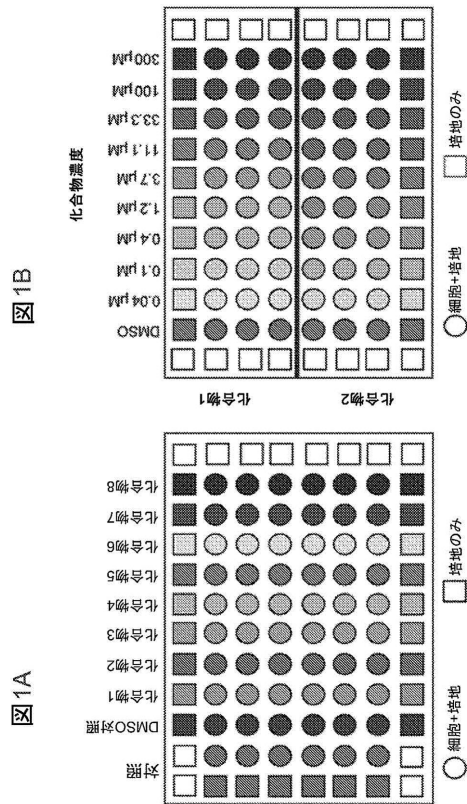 図1A
対照
DMSO対照
化合物1
化合物2
化合物3
化合物4
化合物5
化合物6
化合物7
化合物8
細胞+培地
培地のみ
図1B
化合物濃度
DMSO
0.04 µM
0.1 µM
0.4 µM
1.2 µM
3.7 µM
11.1 µM
33.3 µM
100 µM
300 µM
化合物1
化合物2
細胞+培地
培地のみ